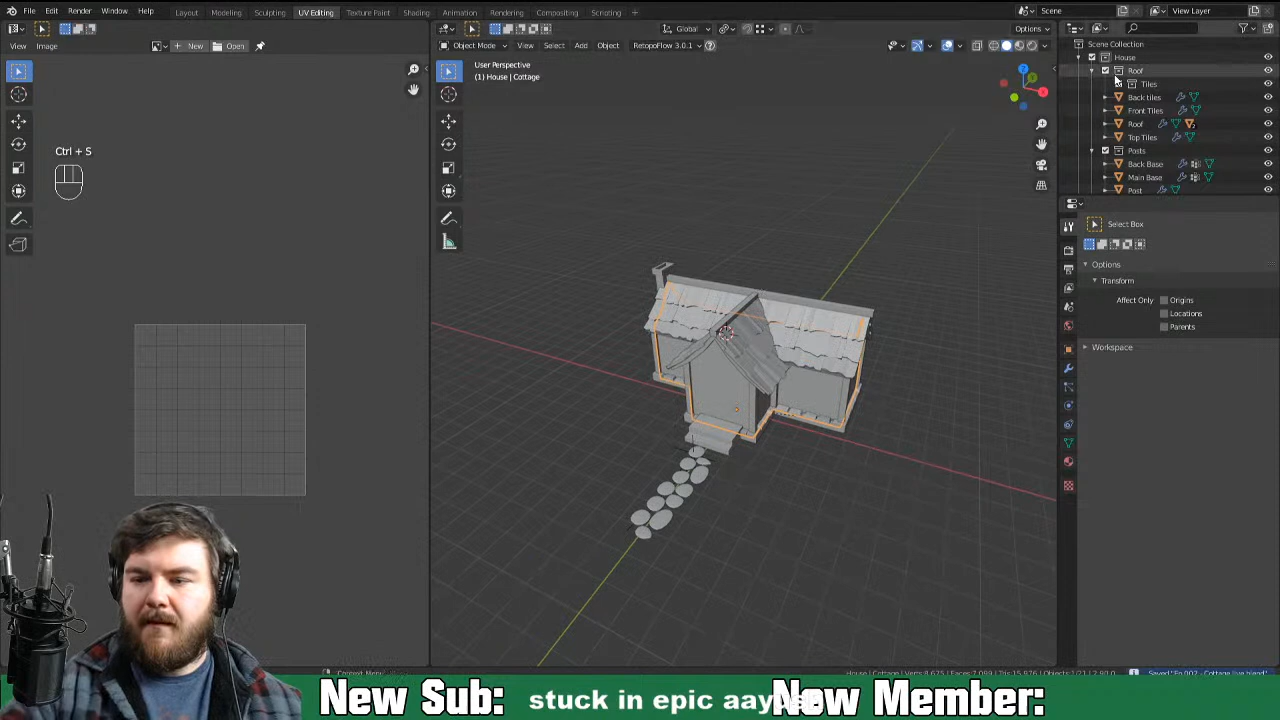 File Edit Render Window Help Layout Modeling Sculpting UV Editing Texture Paint Shading Animation Rendering Compositing Scripting + Scene View Layer
Global Options
View Image New Open Object Mode View Select Add Object RetopoFlow 3.0.1
Scene Collection
House
Roof
Tiles
Back tiles
Front Tiles
Roof
Top Tiles
Posts
Back Base
Main Base
Post
User Perspective
(1) House | Cottage
Ctrl + S
Select Box
Options
Transform
Affect Only Origins
Locations
Parents
Workspace
New Sub: stuck in epic New Member: